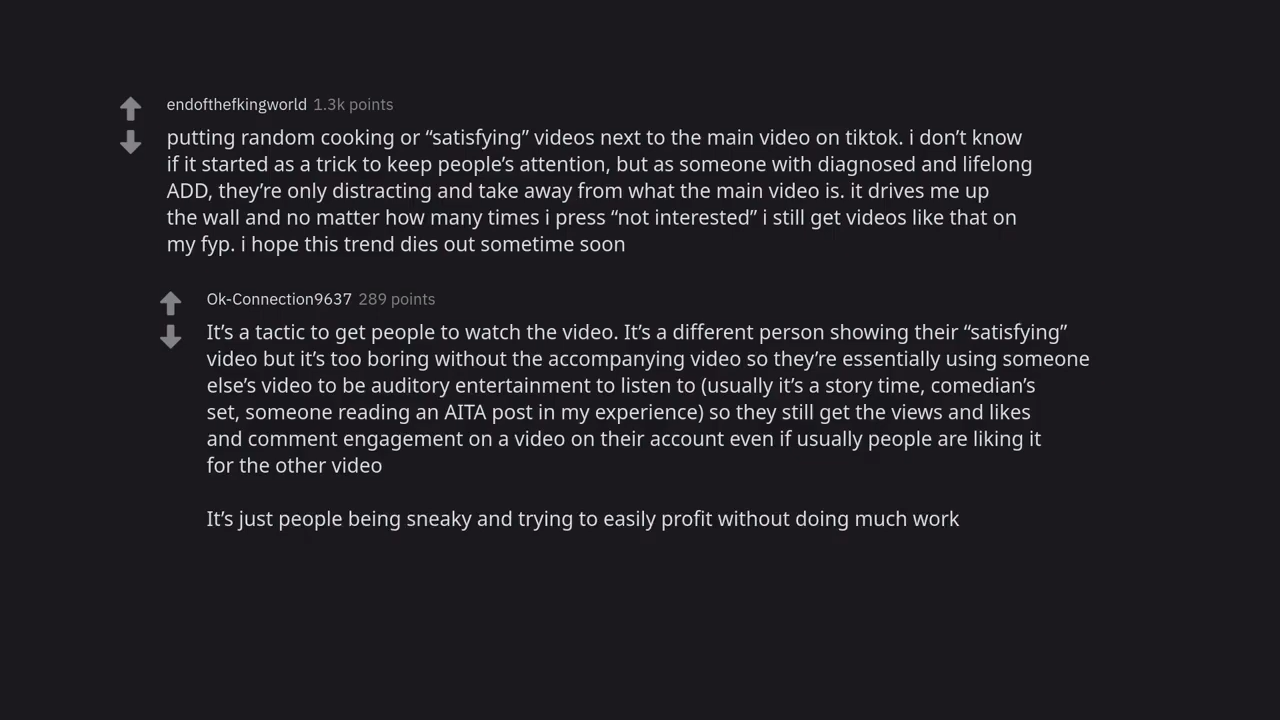 endofthefkingworld 1.3k points
putting random cooking or “satisfying” videos next to the main video on tiktok. i don’t know
if it started as a trick to keep people’s attention, but as someone with diagnosed and lifelong
ADD, they’re only distracting and take away from what the main video is. it drives me up
the wall and no matter how many times i press “not interested” i still get videos like that on
my fyp. i hope this trend dies out sometime soon
Ok-Connection9637 289 points
It’s a tactic to get people to watch the video. It’s a different person showing their “satisfying”
video but it’s too boring without the accompanying video so they’re essentially using someone
else’s video to be auditory entertainment to listen to (usually it’s a story time, comedian’s
set, someone reading an AITA post in my experience) so they still get the views and likes
and comment engagement on a video on their account even if usually people are liking it
for the other video
It’s just people being sneaky and trying to easily profit without doing much work